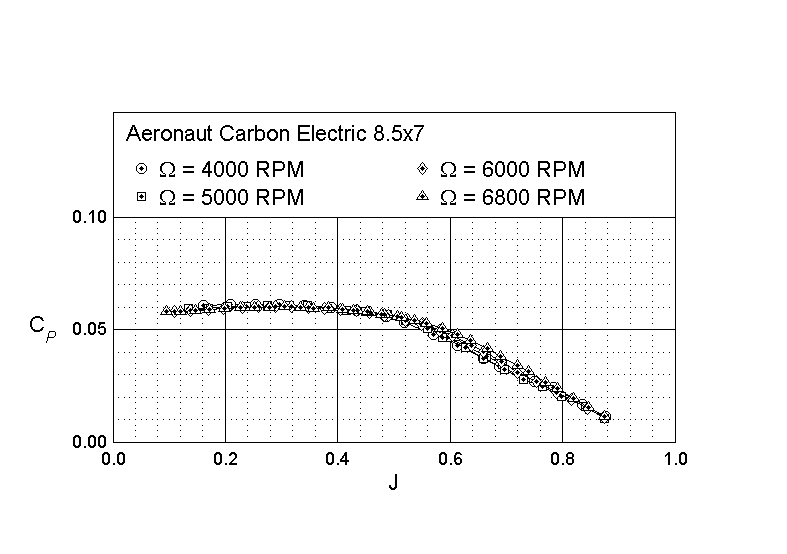 Aeronaut Carbon Electric 8.5x7
Ω = 4000 RPM
Ω = 6000 RPM
Ω = 5000 RPM
Ω = 6800 RPM
0.10
0.05
0.00
CP
0.0 0.2 0.4 0.6 0.8 1.0
J